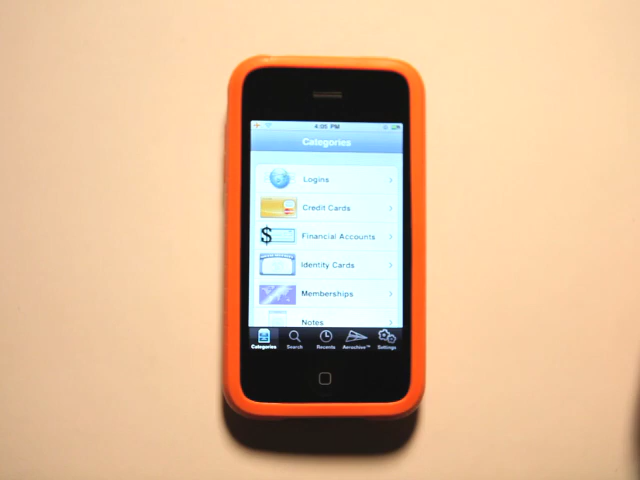 4:05 PM
Categories
Logins
Credit Cards
$
Financial Accounts
Identity Cards
Memberships
Notes
Categories Search Recents Settings